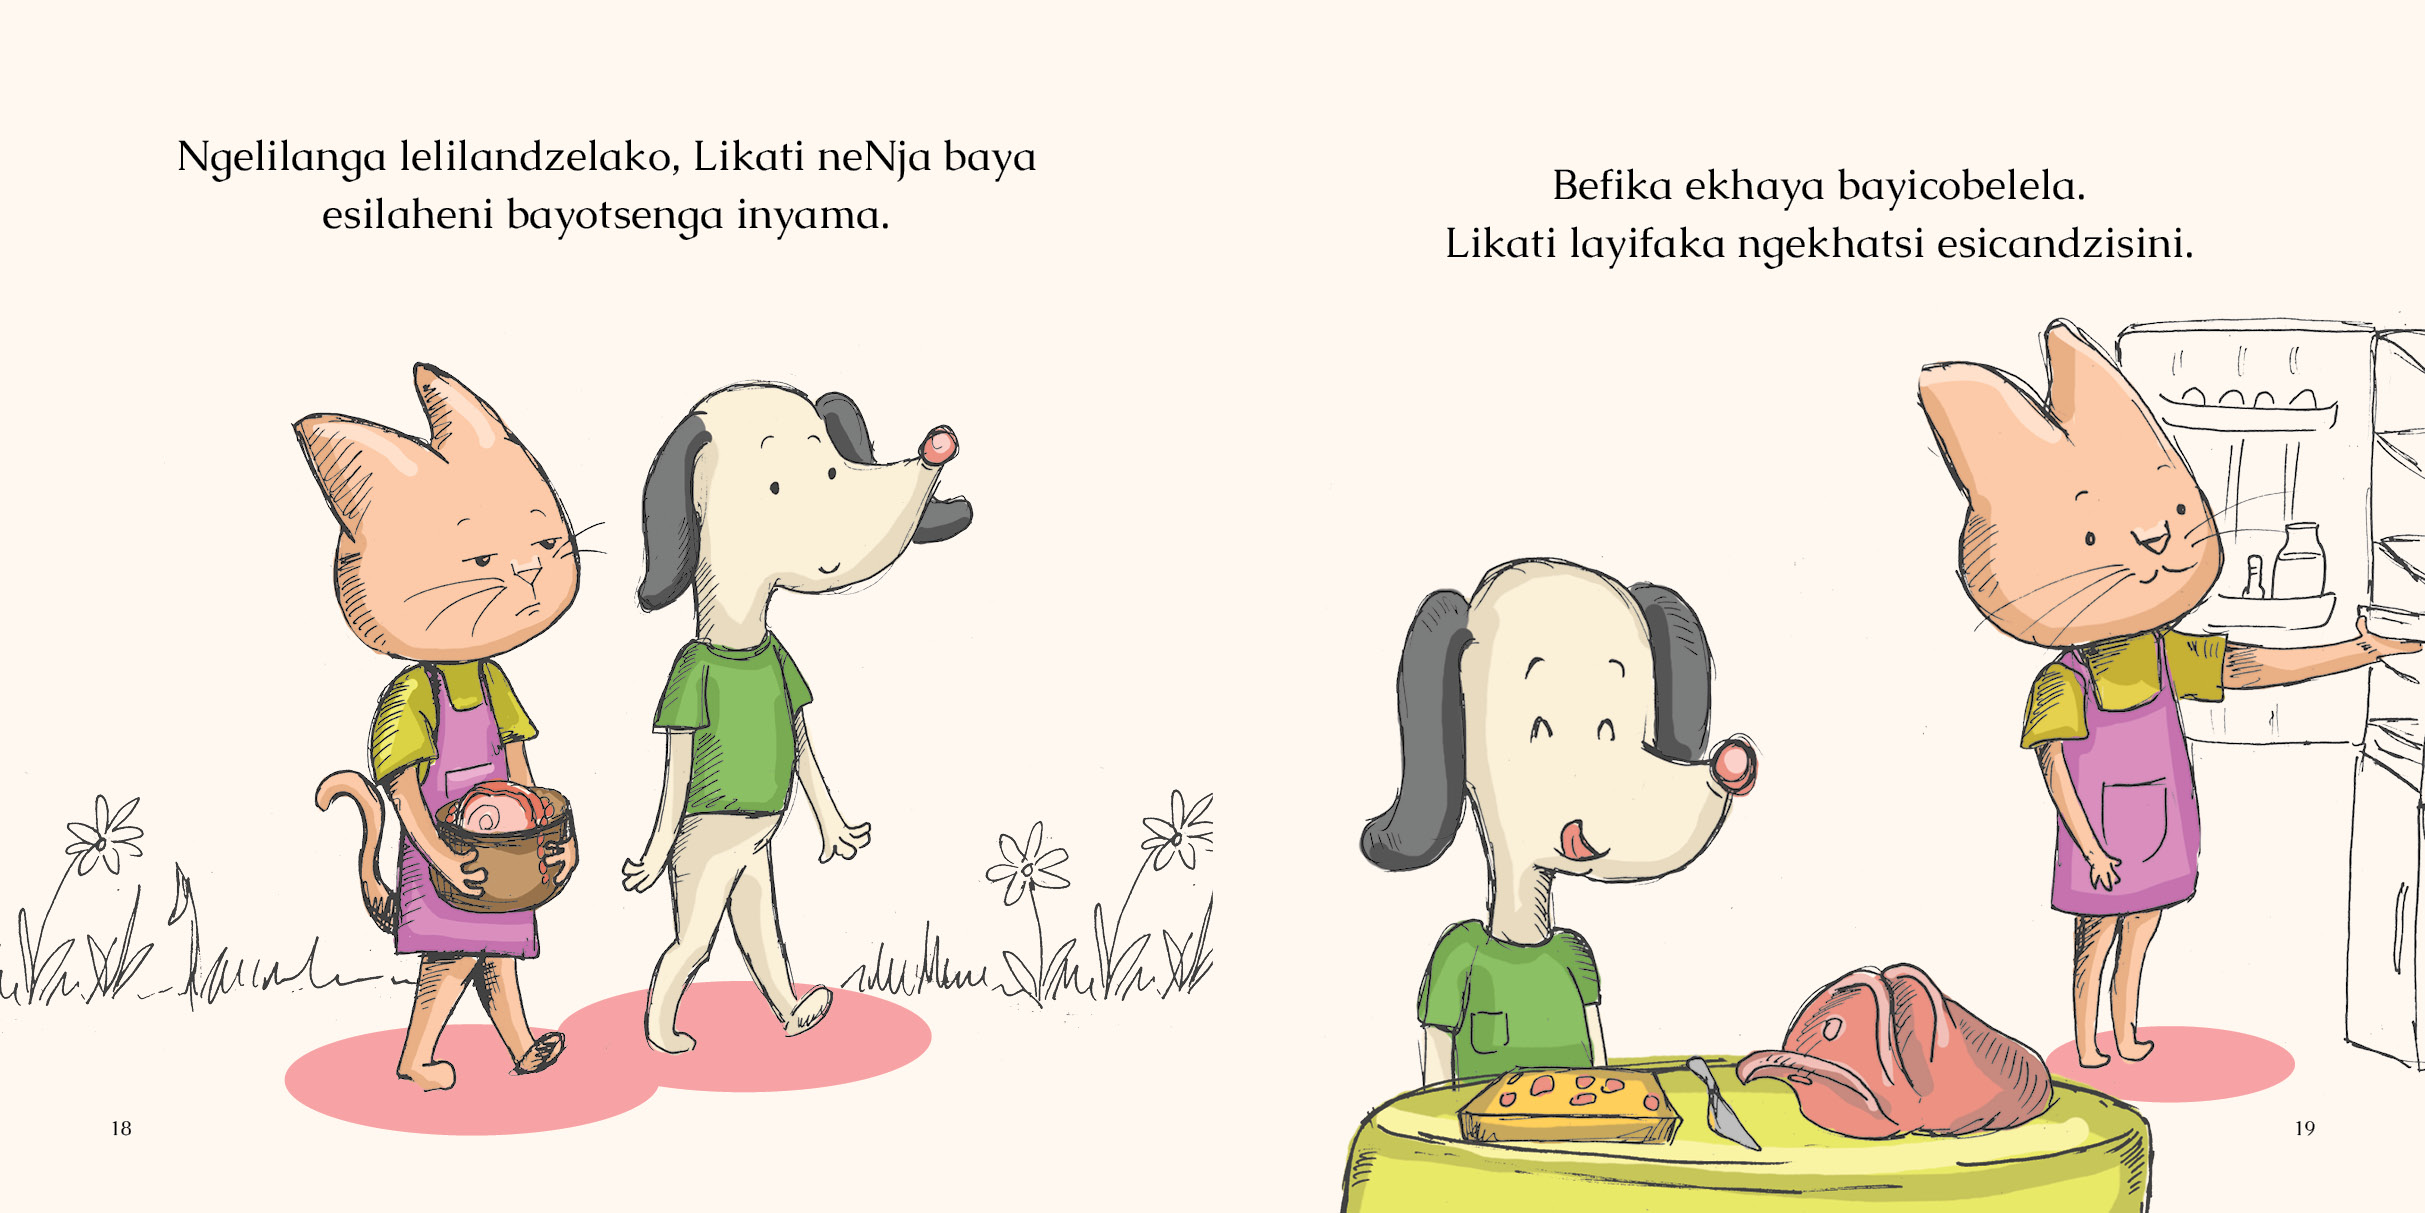 Ngelilanga lelilandzelako, Likati neNja baya
esilaheni bayotsenga inyama.
18
Befika ekhaya bayicobelela.
Likati layifaka ngekhatsi esicandzisini.
19